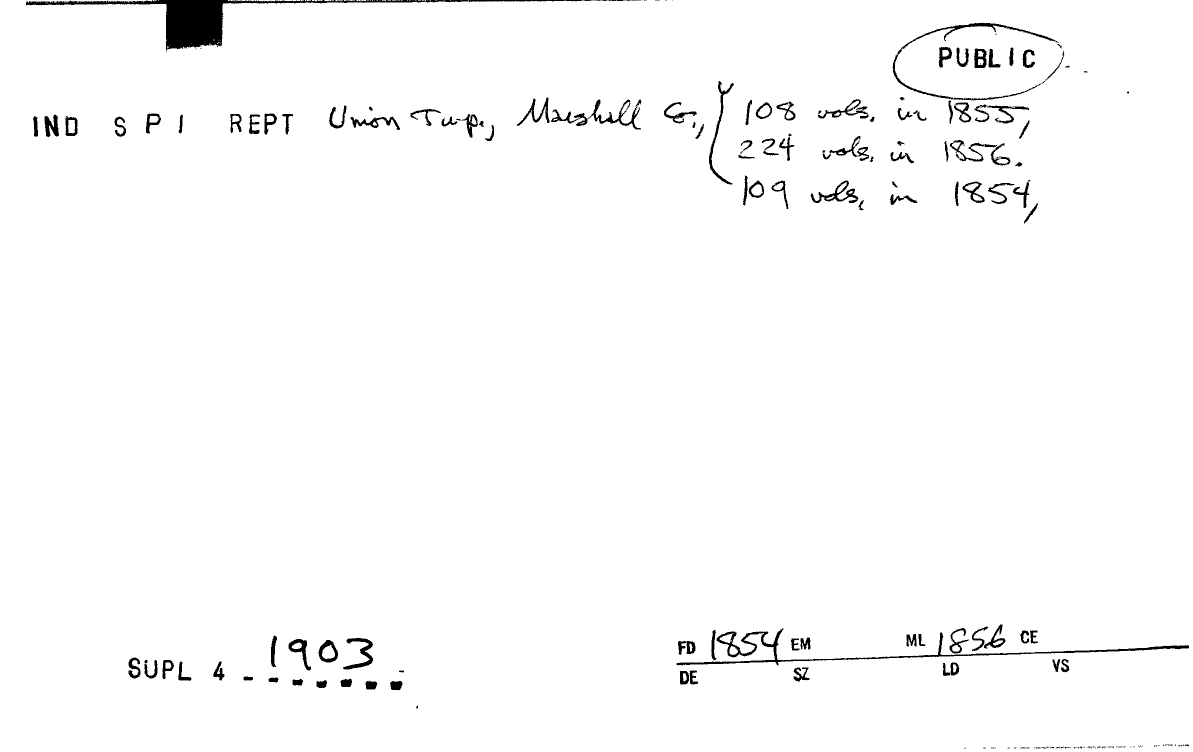 PUBLIC
IND S P I REPT Union Twp., Marshall Co., 108 vols. in 1855,
224 vols. in 1856.
109 vols. in 1854,
SUPL 4 1903
FD 1854 EM ML 1856 CE
DE SZ LD VS